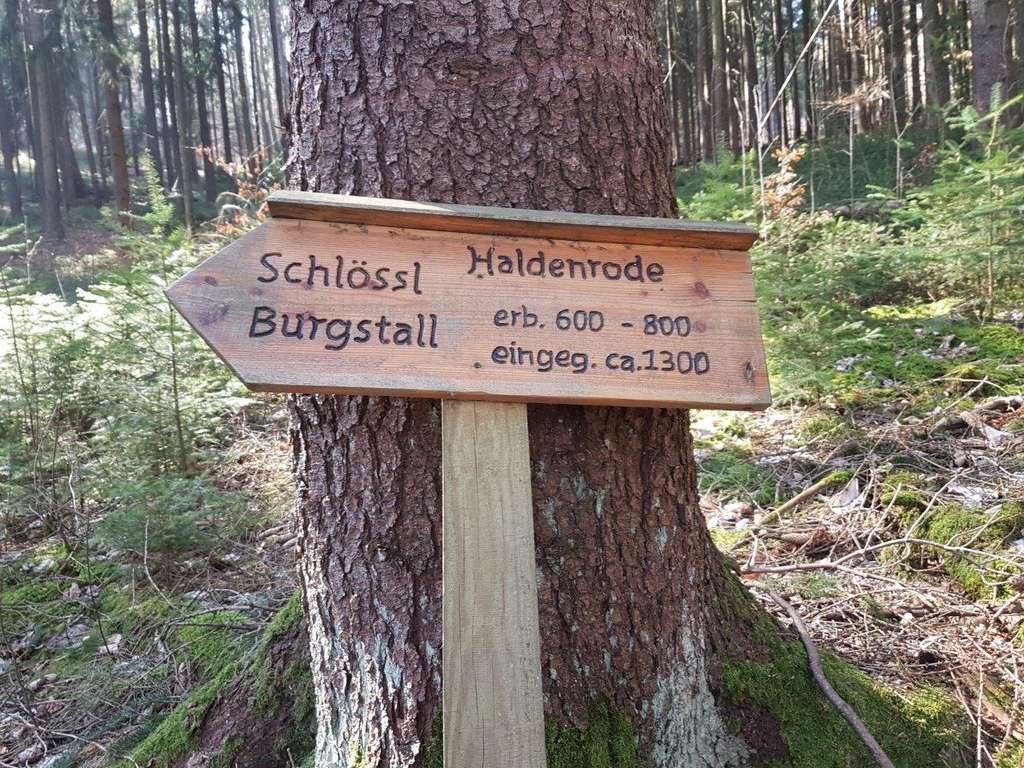 Schlössl
Burgstall
Haldenrode
erb. 600 - 800
eingeg. ca. 1300